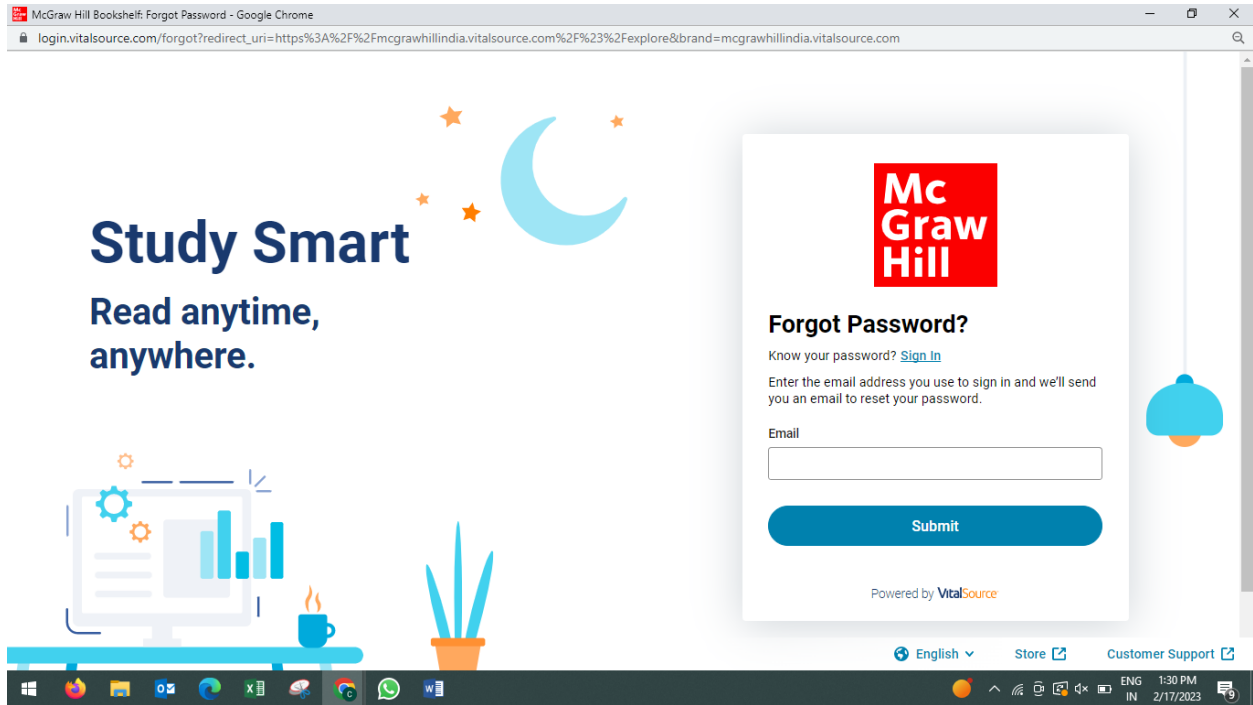 McGraw Hill Bookshelf: Forgot Password - Google Chrome
login.vitalsource.com/forgot?redirect_uri=https%3A%2F%2Fmcgrawhillindia.vitalsource.com%2F%23%2Fexplore&brand=mcgrawhillindia.vitalsource.com
Study Smart
Read anytime,
anywhere.
Mc
Graw
Hill
Forgot Password?
Know your password? Sign In
Enter the email address you use to sign in and we'll send
you an email to reset your password.
Email
Submit
Powered by VitalSource
English
Store
Customer Support
ENG
IN
1:30 PM
2/17/2023
9